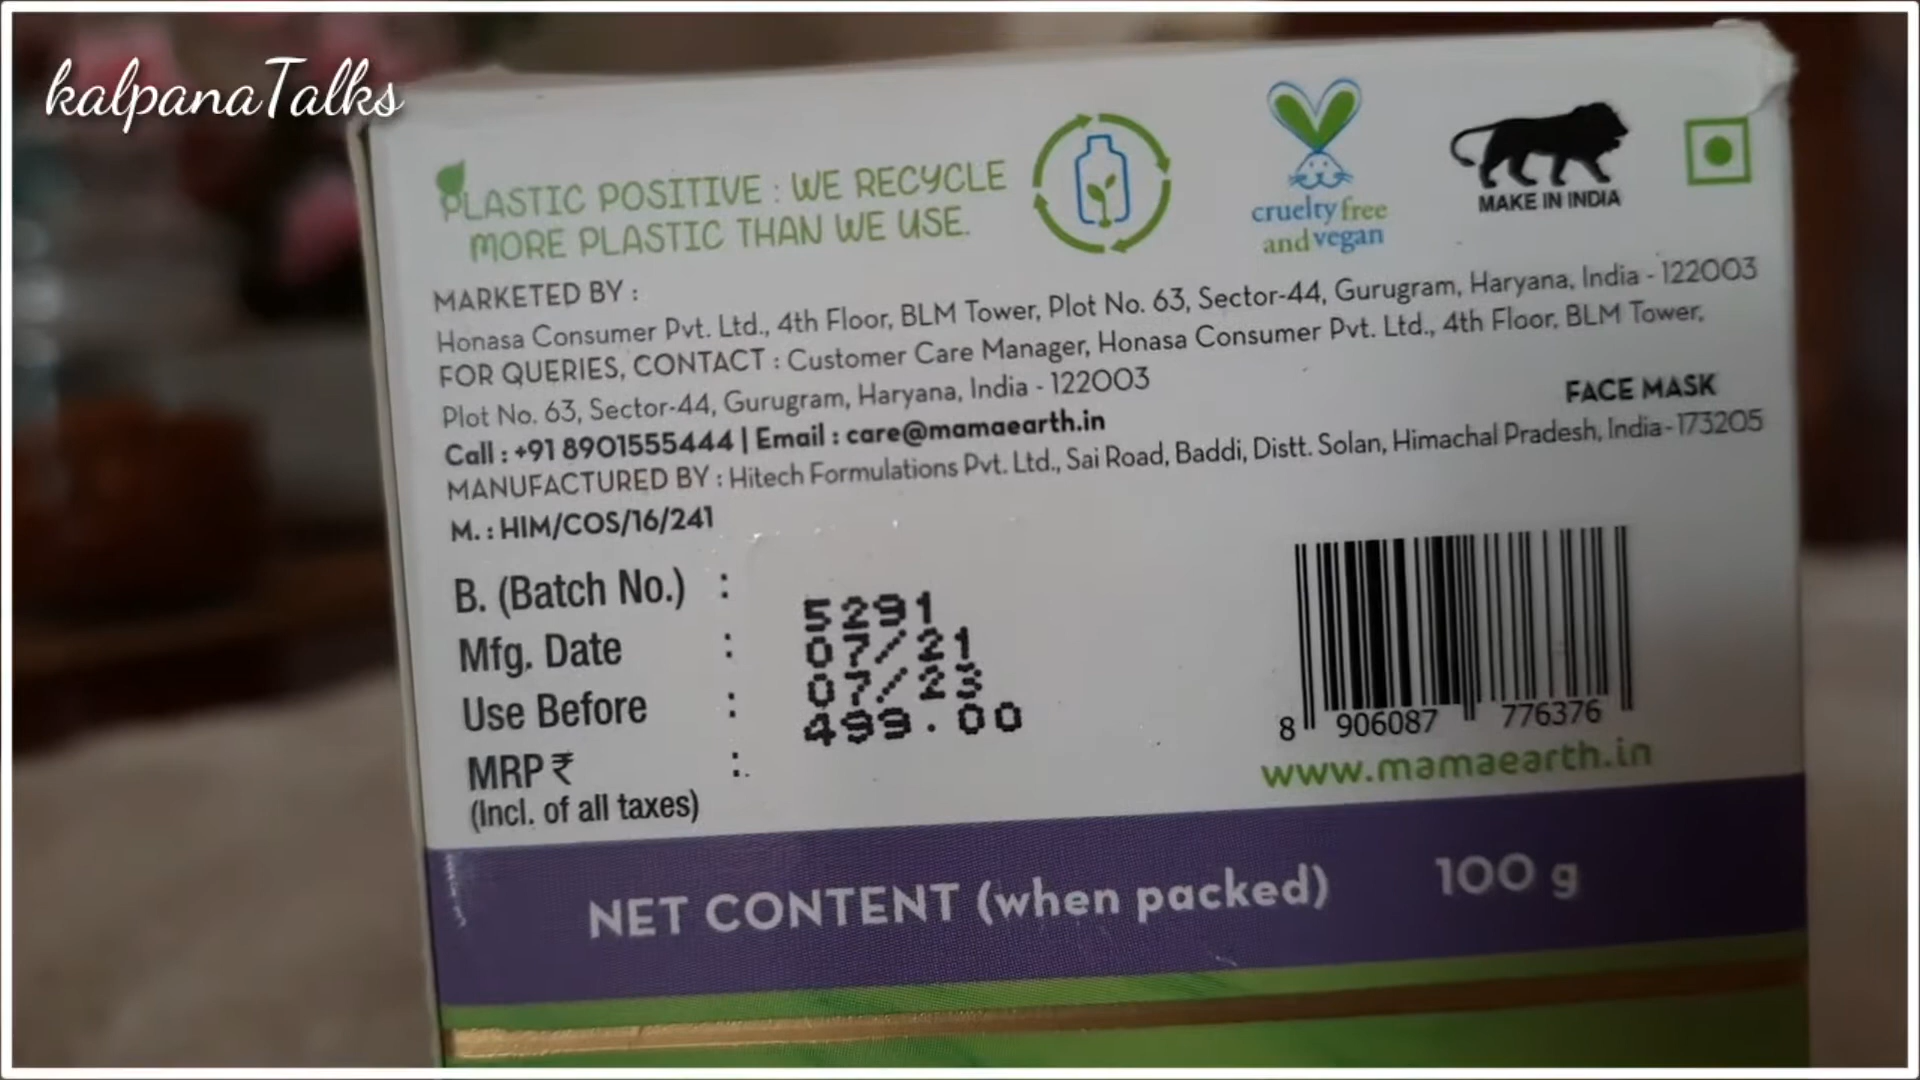 kalpanaTalks
PLASTIC POSITIVE : WE RECYCLE
MORE PLASTIC THAN WE USE.
cruelty free
and vegan
MAKE IN INDIA
MARKETED BY :
Honasa Consumer Pvt. Ltd., 4th Floor, BLM Tower, Plot No. 63, Sector-44, Gurugram, Haryana, India - 122003
FOR QUERIES, CONTACT : Customer Care Manager, Honasa Consumer Pvt. Ltd., 4th Floor, BLM Tower,
Plot No. 63, Sector-44, Gurugram, Haryana, India - 122003
FACE MASK
Call : +91 8901555444 | Email : care@mamaearth.in
MANUFACTURED BY : Hitech Formulations Pvt. Ltd., Sai Road, Baddi, Distt. Solan, Himachal Pradesh, India-173205
M. : HIM/COS/16/241
B. (Batch No.) : 5291
Mfg. Date : 07/21
Use Before : 07/23
MRP ₹ : 499.00
(Incl. of all taxes)
8 906087 776376
www.mamaearth.in
NET CONTENT (when packed) 100 g